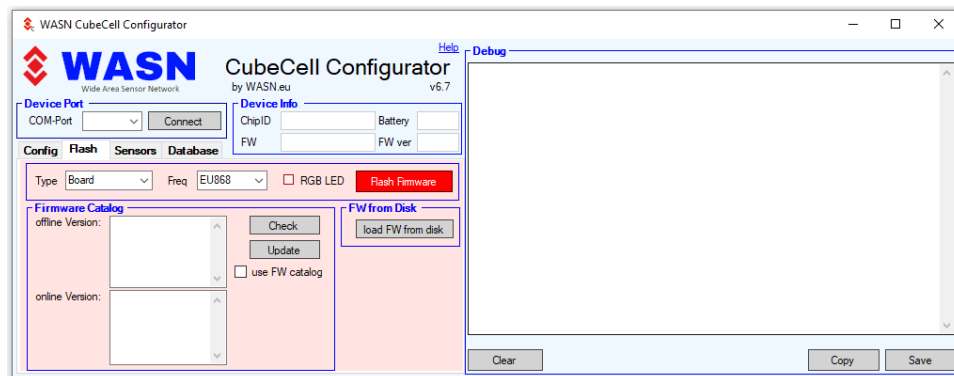 WASN CubeCell Configurator
Help
WASN
Wide Area Sensor Network
CubeCell Configurator
by WASN.eu v6.7
Device Port
COM-Port Connect
Device Info
ChipID Battery
FW FW ver
Config Flash Sensors Database
Type Board Freq EU868 RGB LED Flash Firmware
Firmware Catalog
offline Version:
Check
Update
use FW catalog
online Version:
FW from Disk
load FW from disk
Debug
Clear Copy Save